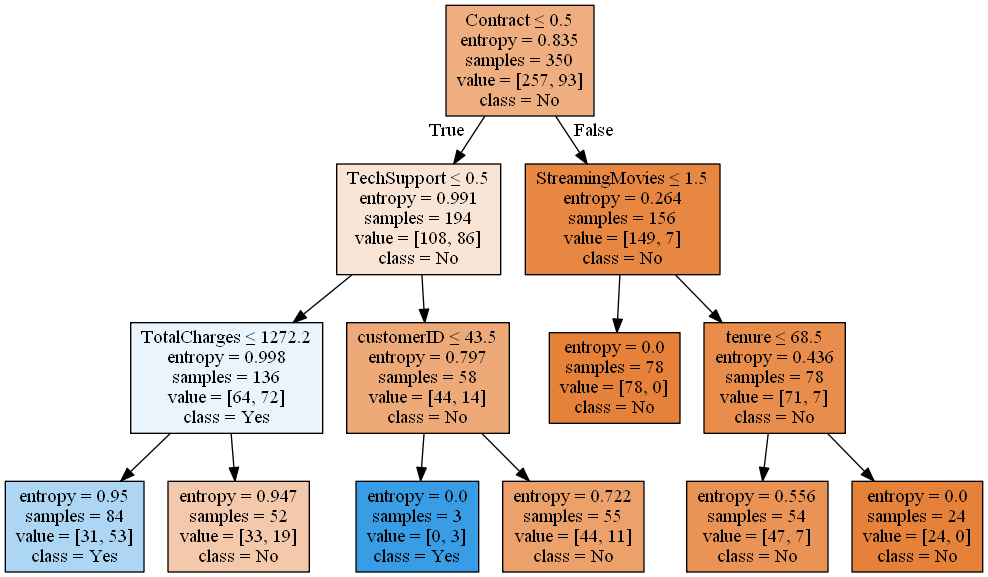 Contract ≤ 0.5
entropy = 0.835
samples = 350
value = [257, 93]
class = No
True
False
TechSupport ≤ 0.5
entropy = 0.991
samples = 194
value = [108, 86]
class = No
StreamingMovies ≤ 1.5
entropy = 0.264
samples = 156
value = [149, 7]
class = No
TotalCharges ≤ 1272.2
entropy = 0.998
samples = 136
value = [64, 72]
class = Yes
customerID ≤ 43.5
entropy = 0.797
samples = 58
value = [44, 14]
class = No
entropy = 0.0
samples = 78
value = [78, 0]
class = No
tenure ≤ 68.5
entropy = 0.436
samples = 78
value = [71, 7]
class = No
entropy = 0.95
samples = 84
value = [31, 53]
class = Yes
entropy = 0.947
samples = 52
value = [33, 19]
class = No
entropy = 0.0
samples = 3
value = [0, 3]
class = Yes
entropy = 0.722
samples = 55
value = [44, 11]
class = No
entropy = 0.556
samples = 54
value = [47, 7]
class = No
entropy = 0.0
samples = 24
value = [24, 0]
class = No